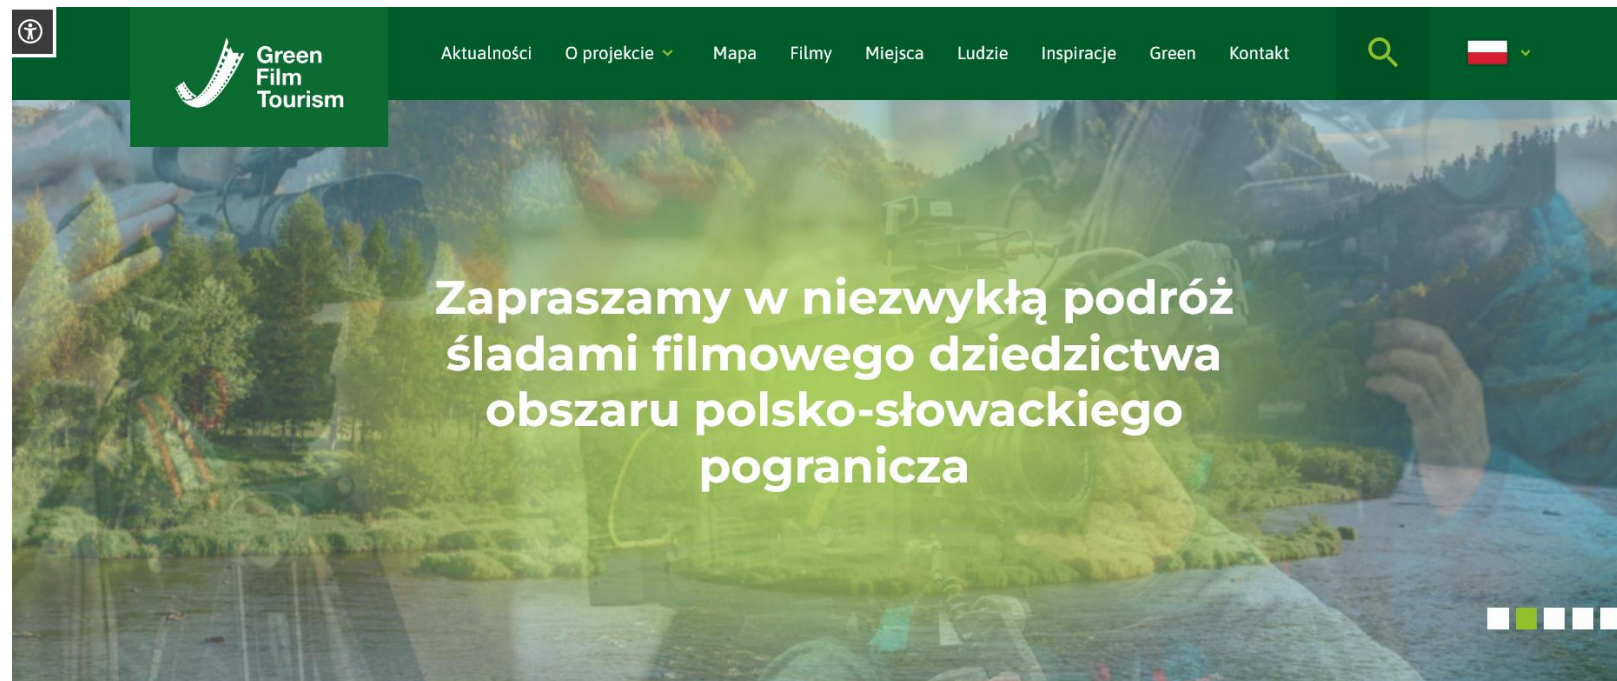 Green
Film
Tourism
Aktualności O projekcie Mapa Filmy Miejsca Ludzie Inspiracje Green Kontakt
Zapraszamy w niezwykłą podróż
śladami filmowego dziedzictwa
obszaru polsko-słowackiego
pogranicza